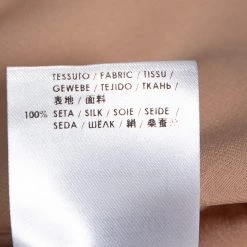 TESSUTO / FABRIC / TISSU /
GEWEBE / TEJIDO / ТКАНЬ /
表地 / 面料
100% SETA / SILK / SOIE / SEIDE /
SEDA / ШЁЛК / 絹 / 桑蚕丝